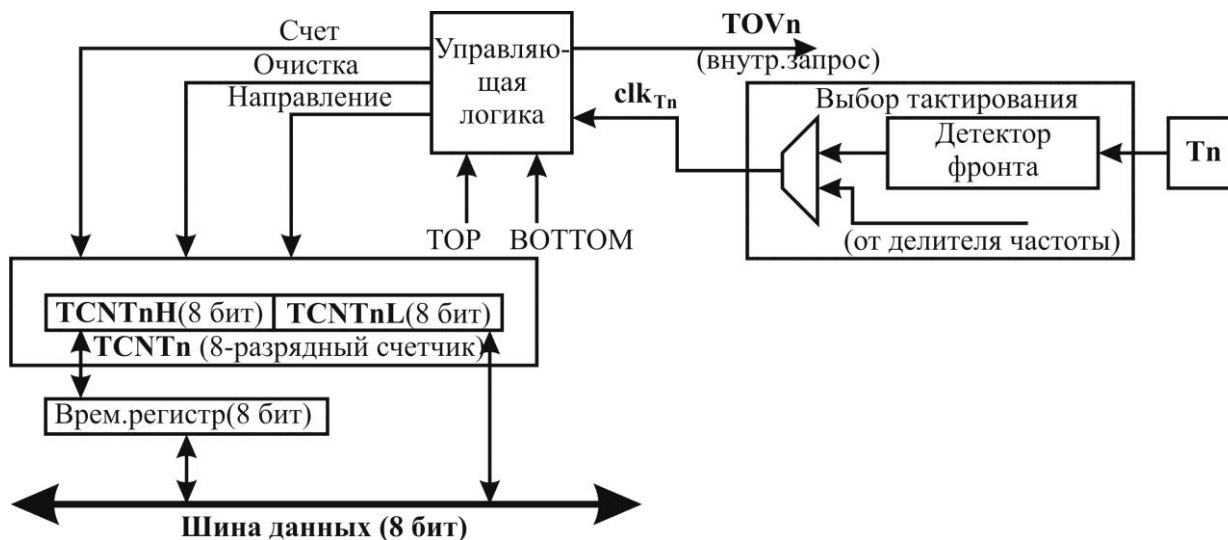 Счет
Очистка
Направление
Управляю-
щая
логика
TOVn
(внутр.запрос)
clkTn
TOP
BOTTOM
Выбор тактирования
Детектор
фронта
Tn
(от делителя частоты)
TCNTnH(8 бит)
TCNTnL(8 бит)
TCNTn (8-разрядный счетчик)
Врем.регистр(8 бит)
Шина данных (8 бит)